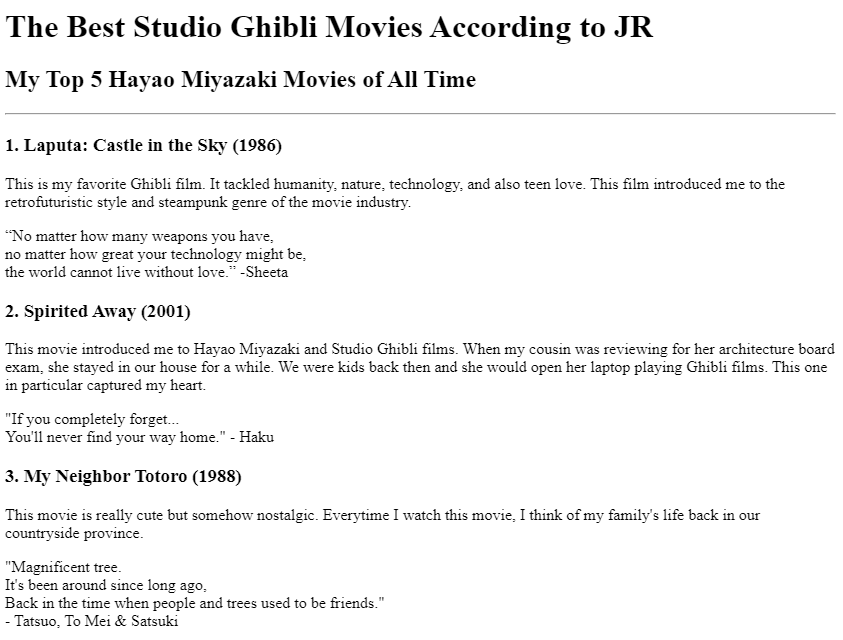 The Best Studio Ghibli Movies According to JR
My Top 5 Hayao Miyazaki Movies of All Time
1. Laputa: Castle in the Sky (1986)
This is my favorite Ghibli film. It tackled humanity, nature, technology, and also teen love. This film introduced me to the
retrofuturistic style and steampunk genre of the movie industry.
“No matter how many weapons you have,
no matter how great your technology might be,
the world cannot live without love.” -Sheeta
2. Spirited Away (2001)
This movie introduced me to Hayao Miyazaki and Studio Ghibli films. When my cousin was reviewing for her architecture board
exam, she stayed in our house for a while. We were kids back then and she would open her laptop playing Ghibli films. This one
in particular captured my heart.
"If you completely forget...
You'll never find your way home." - Haku
3. My Neighbor Totoro (1988)
This movie is really cute but somehow nostalgic. Everytime I watch this movie, I think of my family's life back in our
countryside province.
"Magnificent tree.
It's been around since long ago,
Back in the time when people and trees used to be friends."
- Tatsuo, To Mei & Satsuki